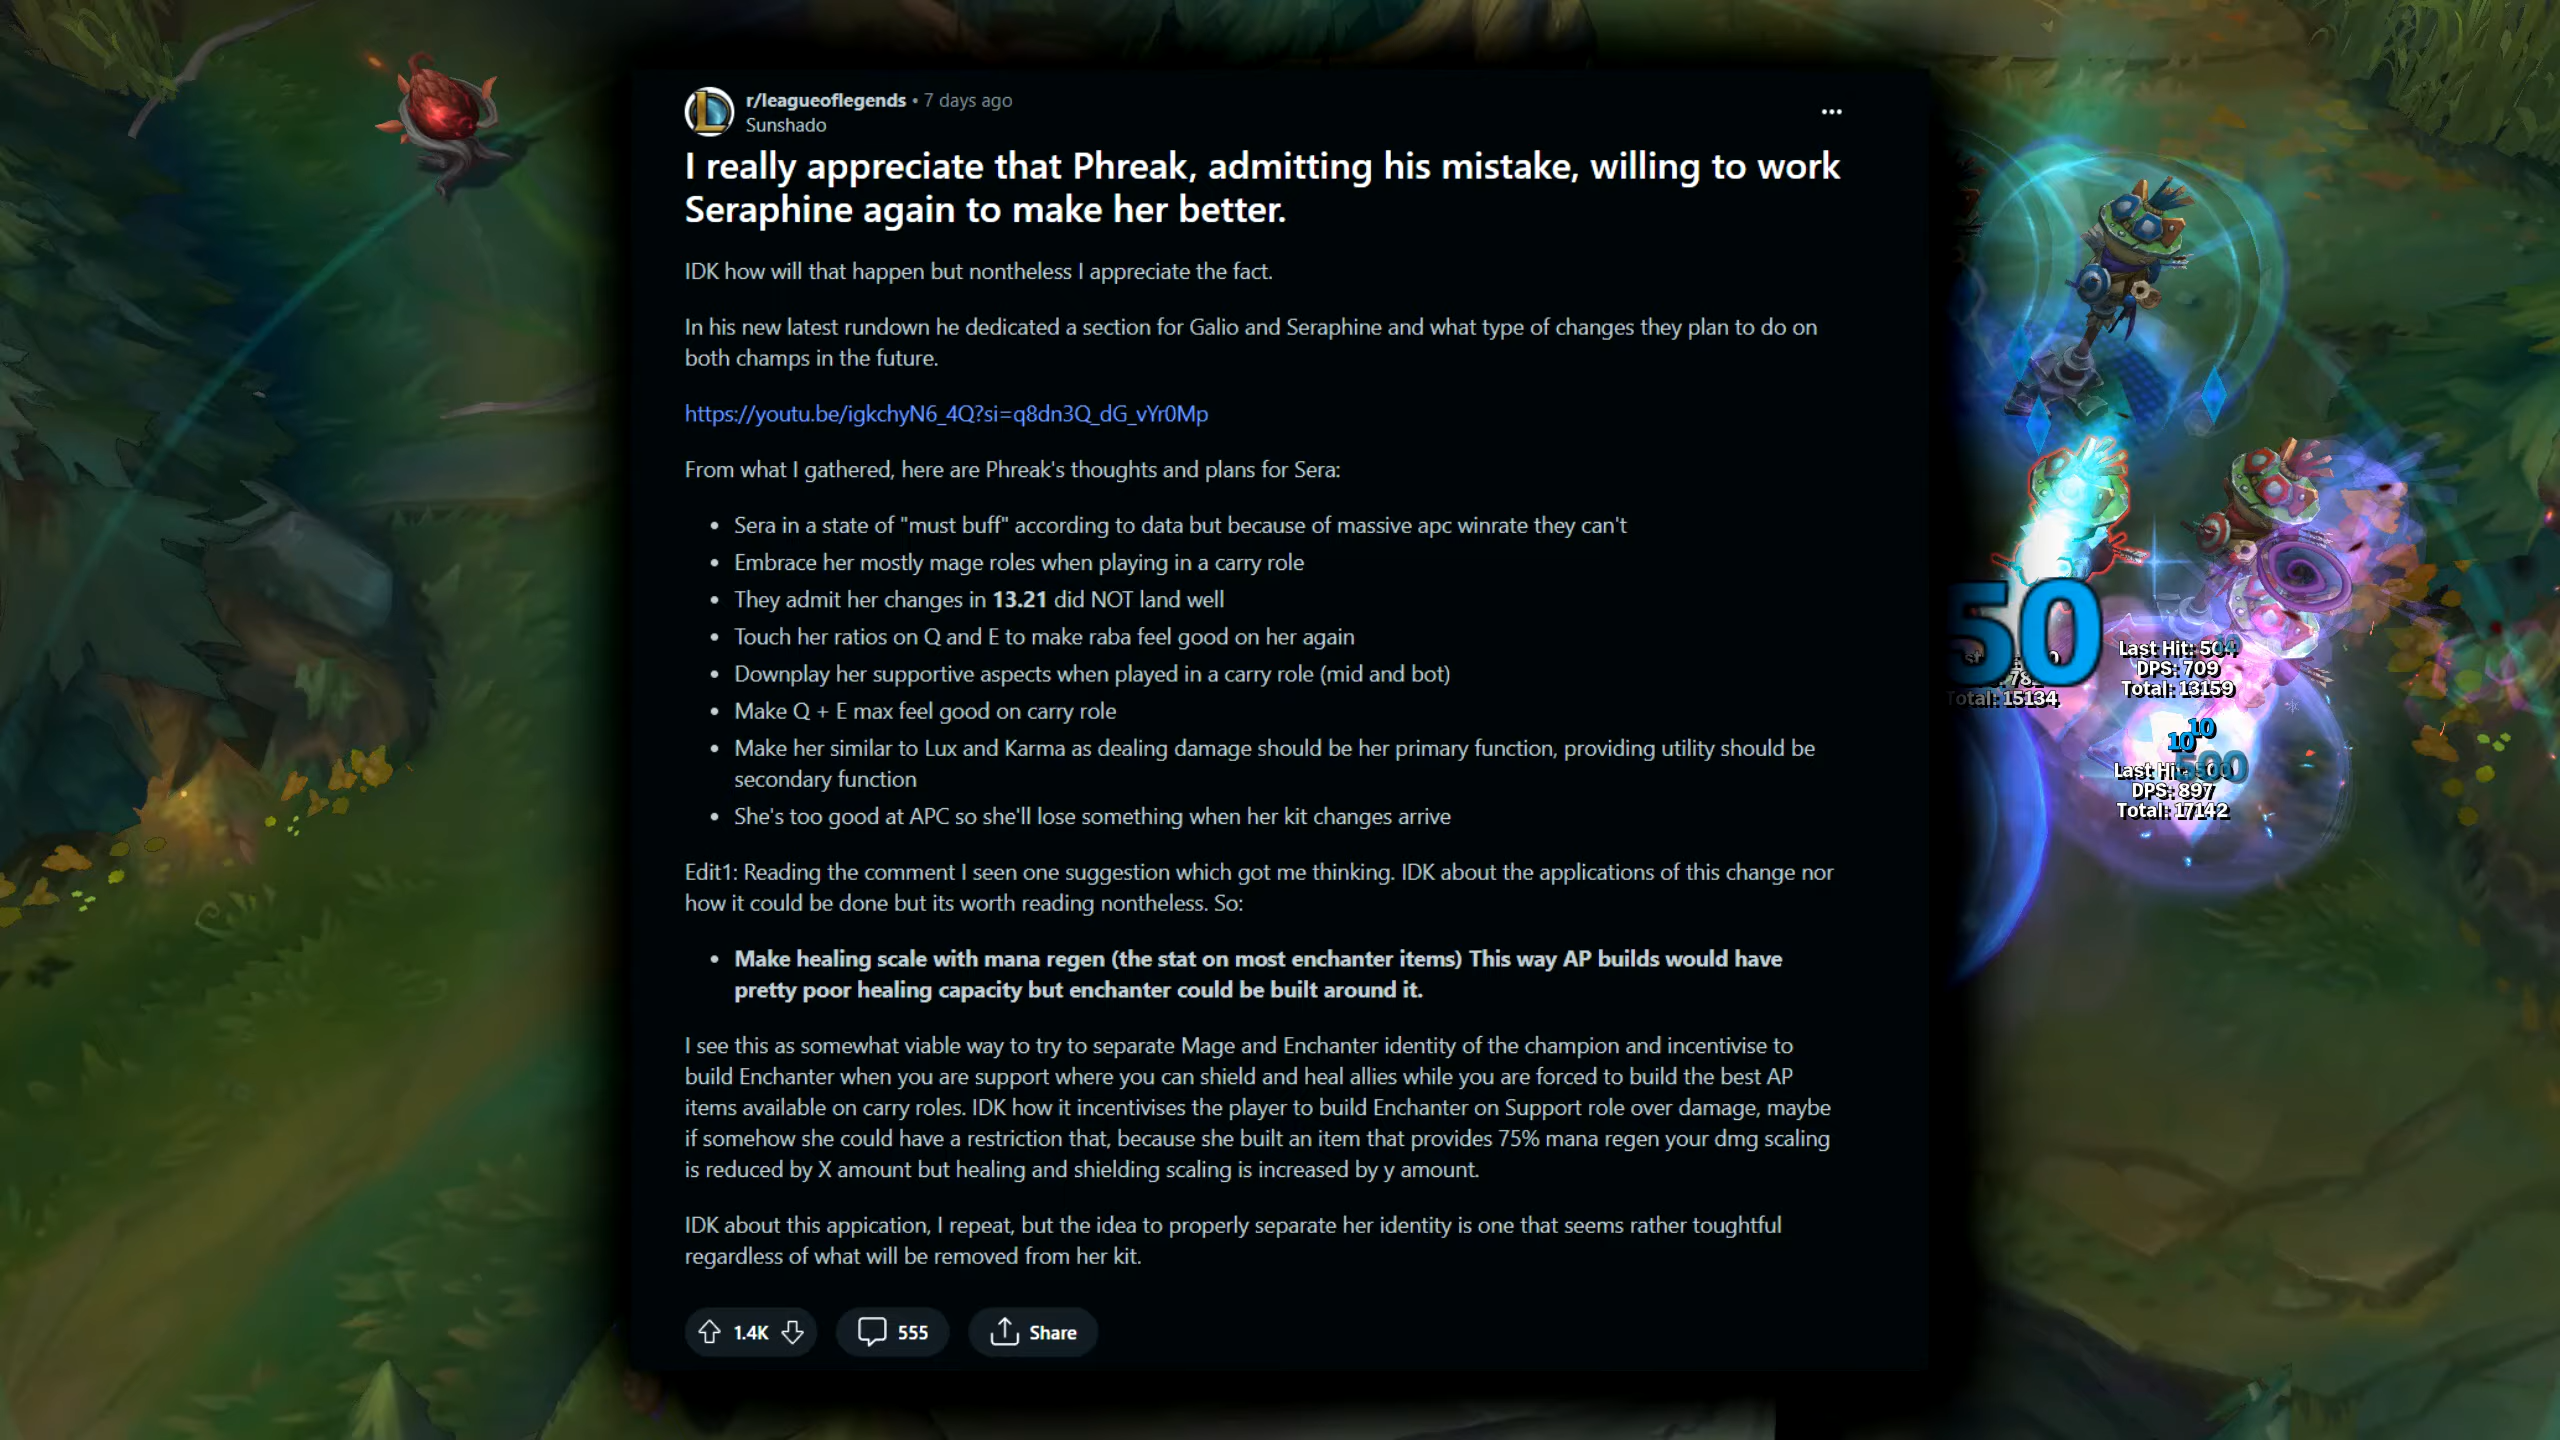 r/leagueoflegends • 7 days ago
Sunshado
I really appreciate that Phreak, admitting his mistake, willing to work
Seraphine again to make her better.
IDK how will that happen but nontheless I appreciate the fact.
In his new latest rundown he dedicated a section for Galio and Seraphine and what type of changes they plan to do on
both champs in the future.
https://youtu.be/igkchyN6_4Q?si=q8dn3Q_dG_vYr0Mp
From what I gathered, here are Phreak's thoughts and plans for Sera:
• Sera in a state of "must buff" according to data but because of massive apc winrate they can't
• Embrace her mostly mage roles when playing in a carry role
• They admit her changes in 13.21 did NOT land well
• Touch her ratios on Q and E to make raba feel good on her again
• Downplay her supportive aspects when played in a carry role (mid and bot)
• Make Q + E max feel good on carry role
• Make her similar to Lux and Karma as dealing damage should be her primary function, providing utility should be
secondary function
• She's too good at APC so she'll lose something when her kit changes arrive
Edit1: Reading the comment I seen one suggestion which got me thinking. IDK about the applications of this change nor
how it could be done but its worth reading nontheless. So:
• Make healing scale with mana regen (the stat on most enchanter items) This way AP builds would have
pretty poor healing capacity but enchanter could be built around it.
I see this as somewhat viable way to try to separate Mage and Enchanter identity of the champion and incentivise to
build Enchanter when you are support where you can shield and heal allies while you are forced to build the best AP
items available on carry roles. IDK how it incentivises the player to build Enchanter on Support role over damage, maybe
if somehow she could have a restriction that, because she built an item that provides 75% mana regen your dmg scaling
is reduced by X amount but healing and shielding scaling is increased by y amount.
IDK about this appication, I repeat, but the idea to properly separate her identity is one that seems rather toughtful
regardless of what will be removed from her kit.
1.4K
555
Share
50
Total: 15134
Last Hit: 504
DPS: 709
Total: 13159
10
10
500
Last Hit: 500
DPS: 897
Total: 17142